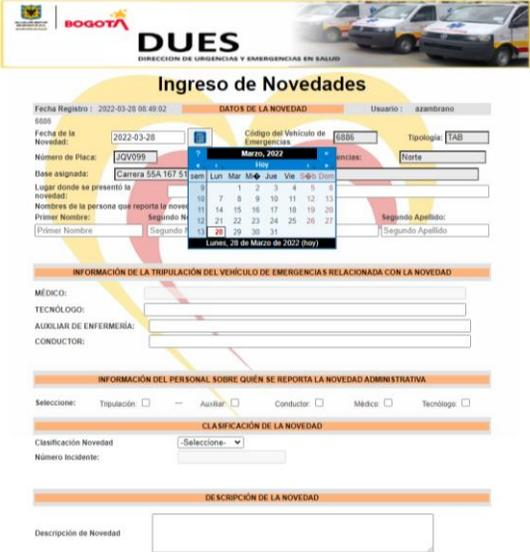 BOGOTÁ
DUES
DIRECCION DE URGENCIAS Y EMERGENCIAS EN SALUD
Ingreso de Novedades
Fecha Registro : 2022-03-28 08:49:02 DATOS DE LA NOVEDAD Usuario : azambrano
6886
Fecha de la Novedad: 2022-03-28 Código del Vehículo de Emergencias 6886 Tipología: TAB
Número de Placa: JQV099 encias: Norte
Base asignada: Carrera 55A 167 51
Lugar donde se presentó la novedad:
Nombres de la persona que reporta la nove
Primer Nombre: Segundo N Segundo Apellido:
Primer Nombre Segundo N Segundo Apellido
? Marzo, 2022 ×
« ‹ Hoy › »
sem Lun Mar Mi� Jue Vie S�b Dom
9 1 2 3 4 5 6
10 7 8 9 10 11 12 13
11 14 15 16 17 18 19 20
12 21 22 23 24 25 26 27
13 28 29 30 31
Lunes, 28 de Marzo de 2022 (hoy)
INFORMACIÓN DE LA TRIPULACIÓN DEL VEHÍCULO DE EMERGENCIAS RELACIONADA CON LA NOVEDAD
MÉDICO:
TECNÓLOGO:
AUXILIAR DE ENFERMERÍA:
CONDUCTOR:
INFORMACIÓN DEL PERSONAL SOBRE QUIÉN SE REPORTA LA NOVEDAD ADMINISTRATIVA
Seleccione: Tripulación: --- Auxiliar: Conductor: Médico: Tecnólogo:
CLASIFICACIÓN DE LA NOVEDAD
Clasificación Novedad -Seleccione-
Número Incidente:
DESCRIPCIÓN DE LA NOVEDAD
Descripción de Novedad